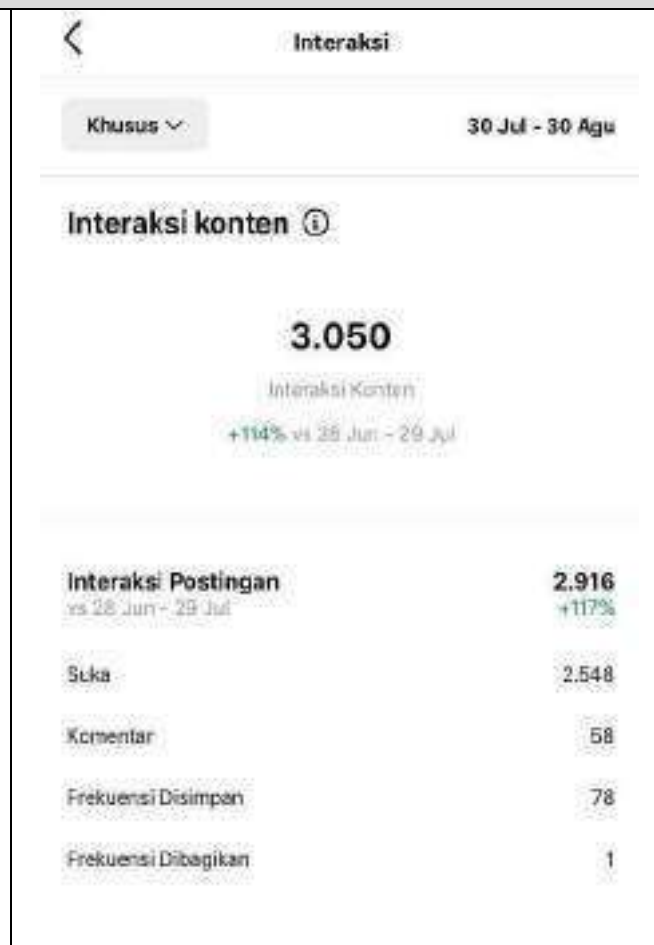 Interaksi
Khusus
30 Jul - 30 Agu
Interaksi konten
3.050
Interaksi Konten
+114% vs 28 Jun - 29 Jul
Interaksi Postingan
2.916
vs 28 Jun - 29 Jul
+117%
Suka
2.548
Komentar
58
Frekuensi Disimpan
78
Frekuensi Dibagikan
1